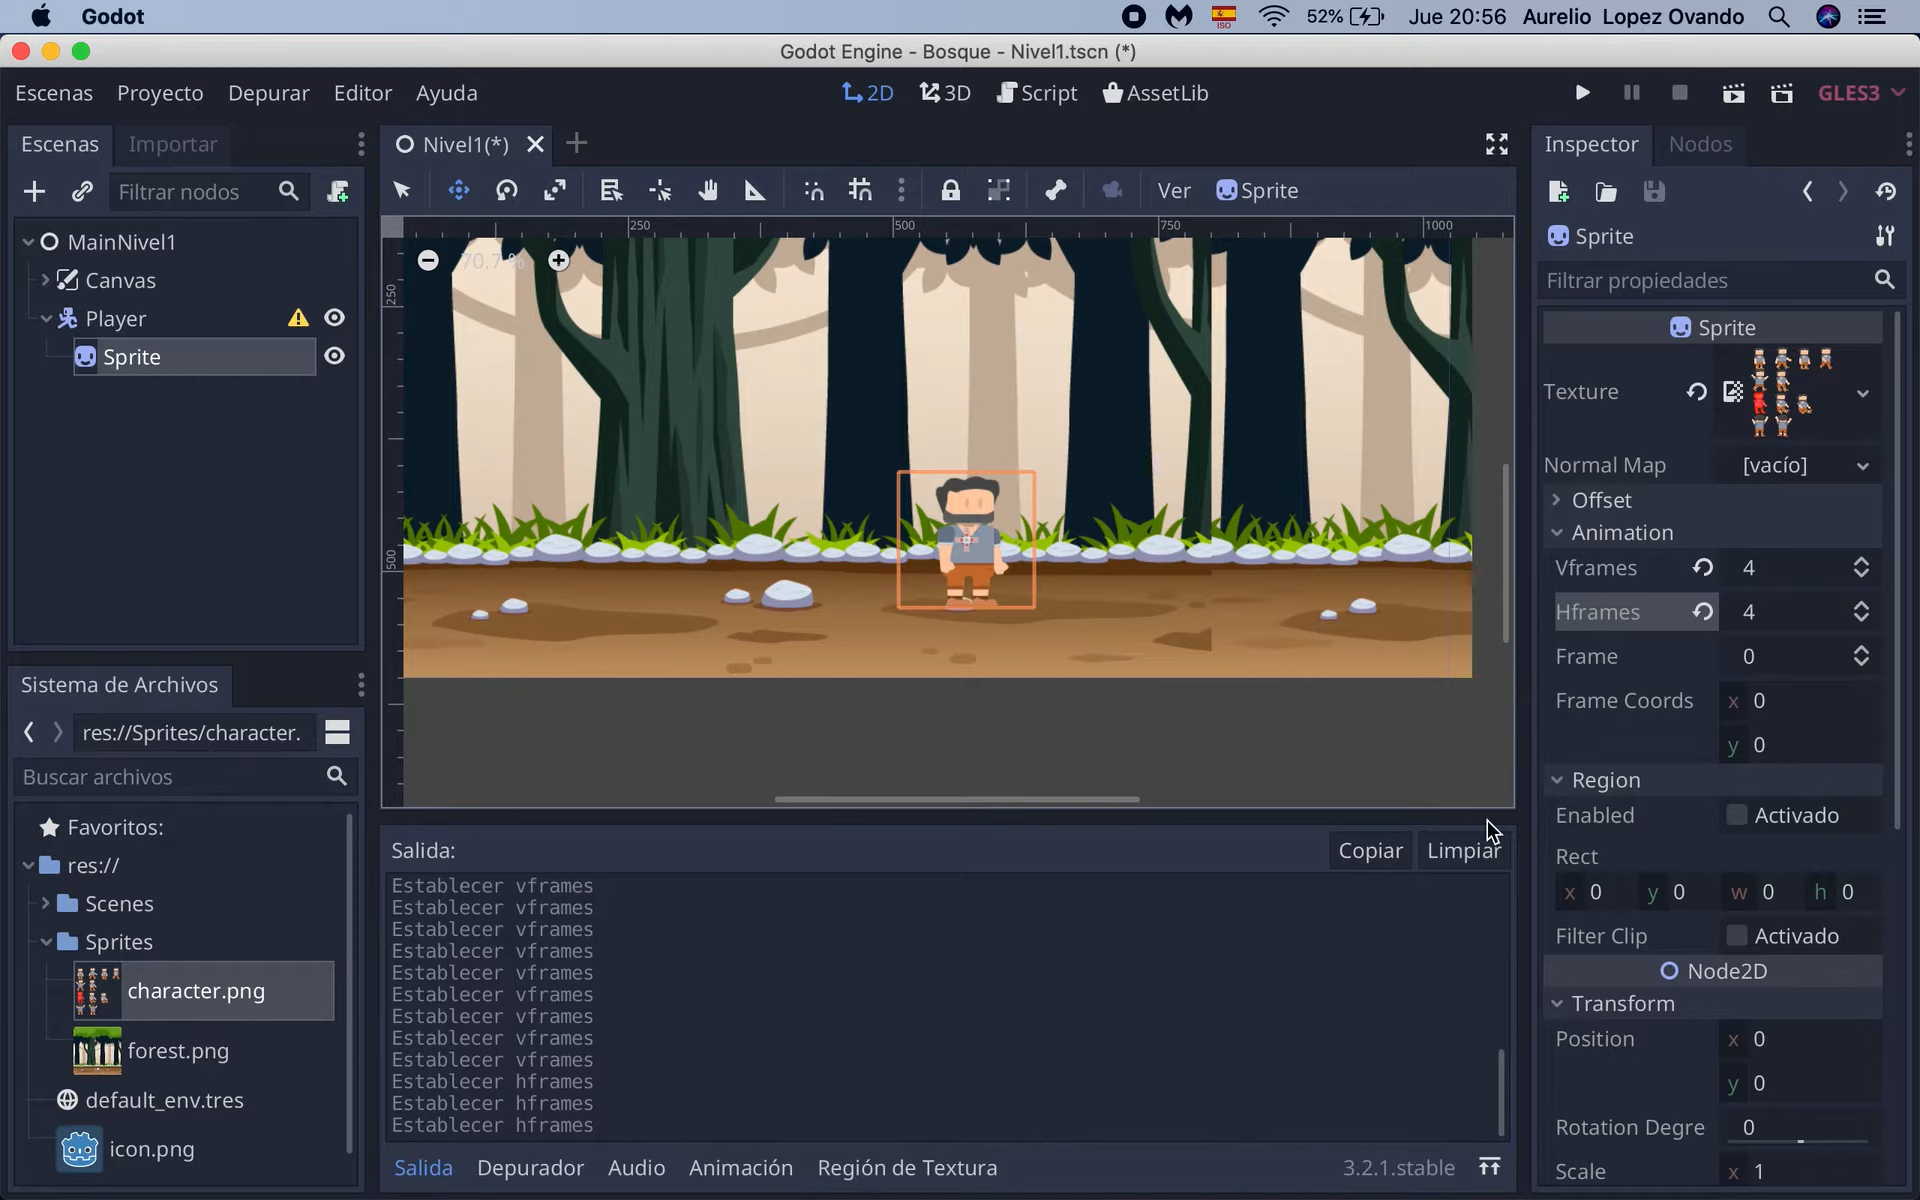 Godot
ISO
52%
Jue 20:56
Aurelio Lopez Ovando
Godot Engine - Bosque - Nivel1.tscn (*)
Escenas
Proyecto
Depurar
Editor
Ayuda
2D
3D
Script
AssetLib
GLES3
Escenas
Importar
Filtrar nodos
MainNivel1
Canvas
Player
Sprite
Nivel1(*)
Ver
Sprite
250
500
750
1000
250
500
70.7 %
Inspector
Nodos
Sprite
Filtrar propiedades
Sprite
Texture
Normal Map
[vacío]
Offset
Animation
Vframes
4
Hframes
4
Frame
0
Frame Coords
x 0
y 0
Region
Enabled
Activado
Rect
x 0 y 0 w 0 h 0
Filter Clip
Activado
Node2D
Transform
Position
x 0
y 0
Rotation Degre
0
Scale
x 1
Sistema de Archivos
res://Sprites/character.
Buscar archivos
Favoritos:
res://
Scenes
Sprites
character.png
forest.png
default_env.tres
icon.png
Salida:
Copiar
Limpiar
Establecer vframes
Establecer vframes
Establecer vframes
Establecer vframes
Establecer vframes
Establecer vframes
Establecer vframes
Establecer vframes
Establecer vframes
Establecer hframes
Establecer hframes
Establecer hframes
Salida
Depurador
Audio
Animación
Región de Textura
3.2.1.stable